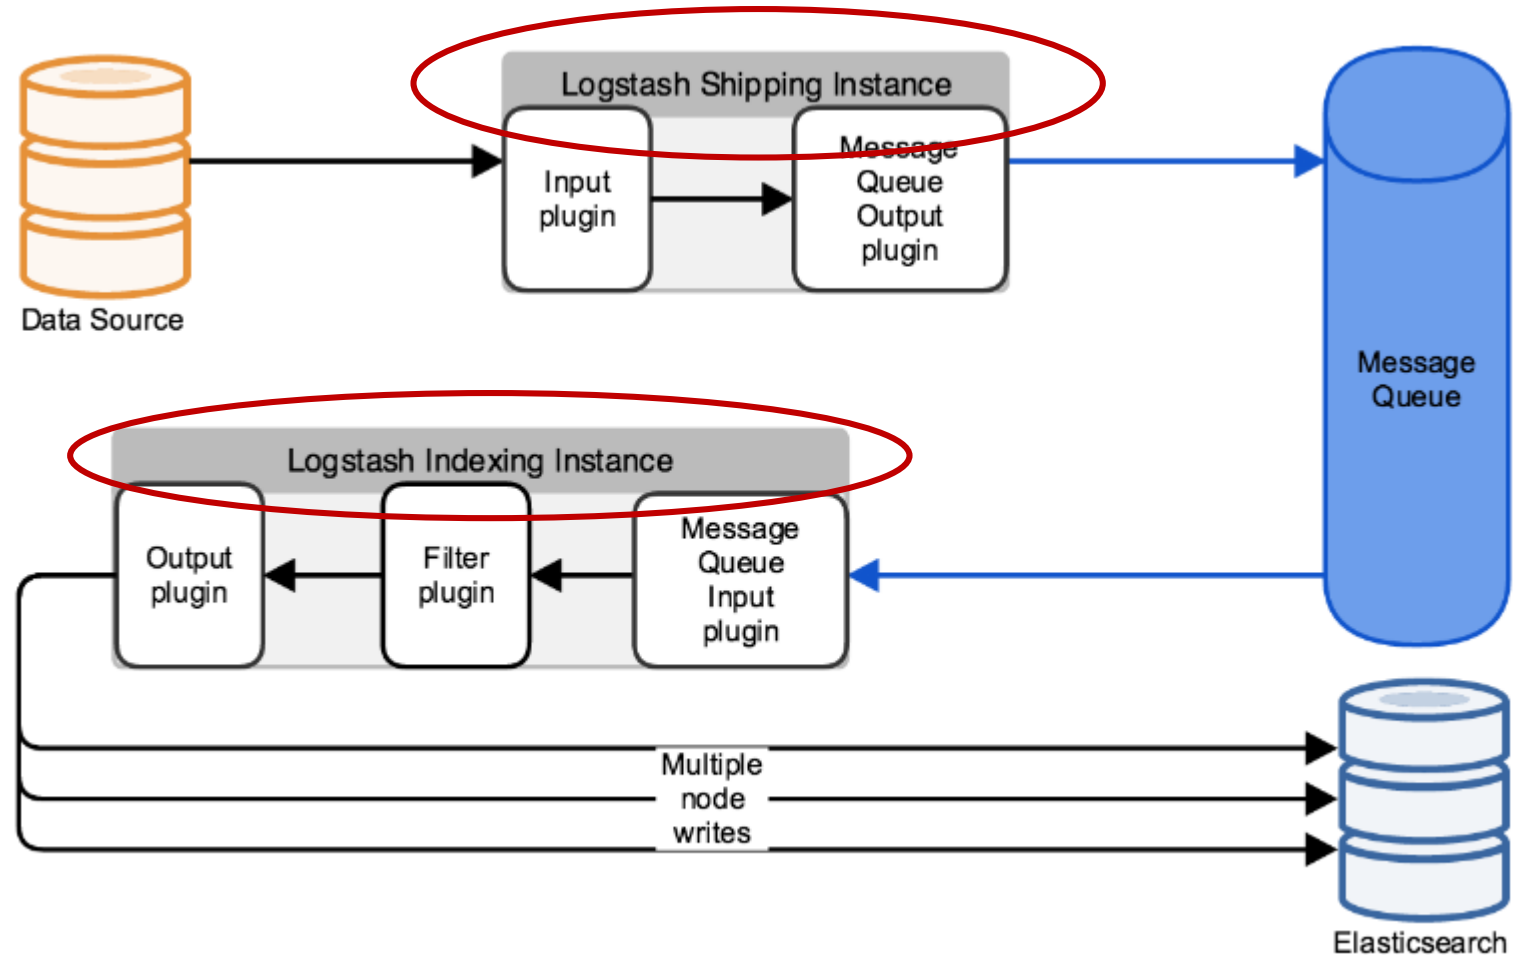 Logstash Shipping Instance
Input
plugin
Message
Queue
Output
plugin
Data Source
Message
Queue
Logstash Indexing Instance
Output
plugin
Filter
plugin
Message
Queue
Input
plugin
Multiple
node
writes
Elasticsearch